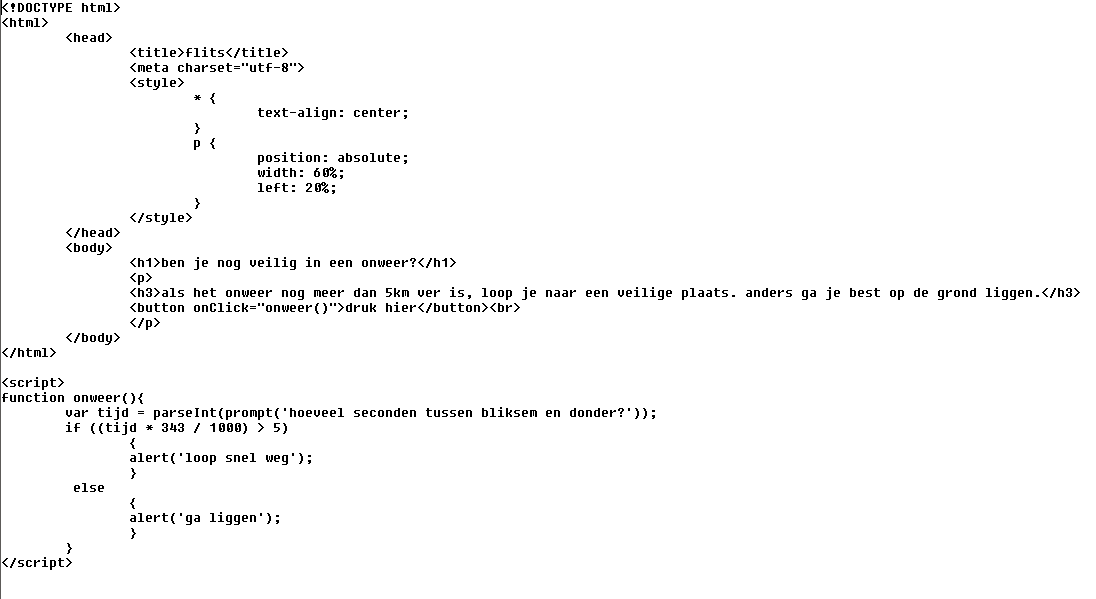 <!DOCTYPE html>
<html>
<head>
<title>flits</title>
<meta charset="utf-8">
<style>
* {
text-align: center;
}
p {
position: absolute;
width: 60%;
left: 20%;
}
</style>
</head>
<body>
<h1>ben je nog veilig in een onweer?</h1>
<p>
<h3>als het onweer nog meer dan 5km ver is, loop je naar een veilige plaats. anders ga je best op de grond liggen.</h3>
<button onClick="onweer()">druk hier</button><br>
</p>
</body>
</html>
<script>
function onweer(){
var tijd = parseInt(prompt('hoeveel seconden tussen bliksem en donder?'));
if ((tijd * 343 / 1000) > 5)
{
alert('loop snel weg');
}
else
{
alert('ga liggen');
}
}
</script>